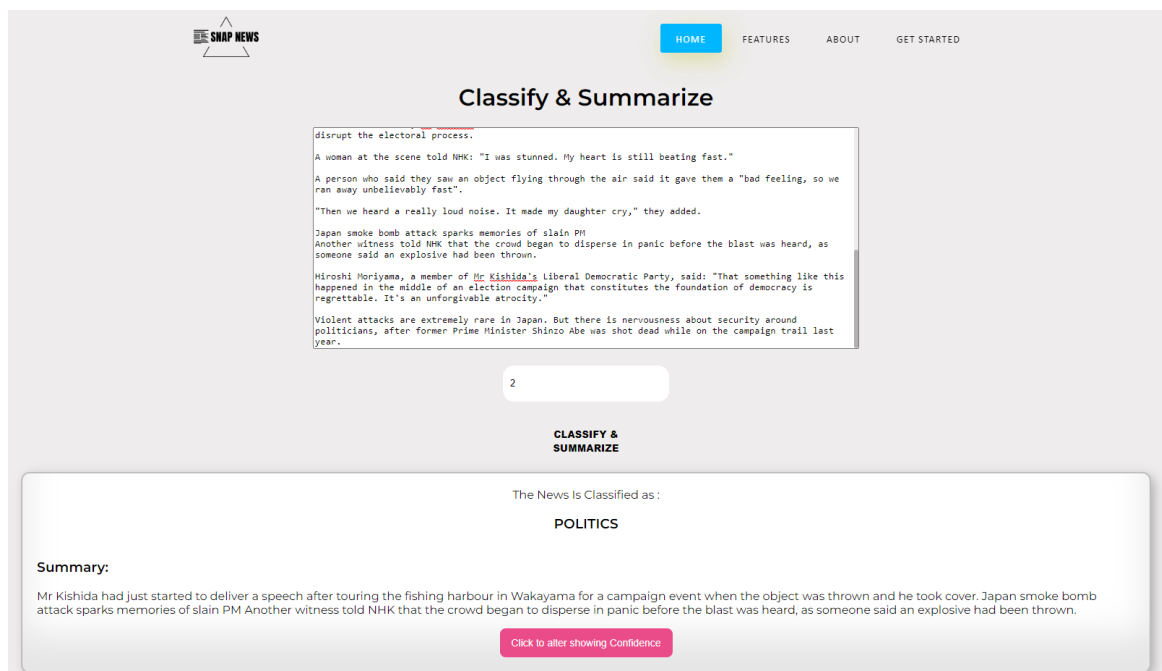 SNAP NEWS
HOME FEATURES ABOUT GET STARTED
Classify & Summarize
disrupt the electoral process.
A woman at the scene told NHK: "I was stunned. My heart is still beating fast."
A person who said they saw an object flying through the air said it gave them a "bad feeling, so we
ran away unbelievably fast".
"Then we heard a really loud noise. It made my daughter cry," they added.
Japan smoke bomb attack sparks memories of slain PM
Another witness told NHK that the crowd began to disperse in panic before the blast was heard, as
someone said an explosive had been thrown.
Hiroshi Moriyama, a member of Mr Kishida's Liberal Democratic Party, said: "That something like this
happened in the middle of an election campaign that constitutes the foundation of democracy is
regrettable. It's an unforgivable atrocity."
Violent attacks are extremely rare in Japan. But there is nervousness about security around
politicians, after former Prime Minister Shinzo Abe was shot dead while on the campaign trail last
year.
2
CLASSIFY &
SUMMARIZE
The News Is Classified as :
POLITICS
Summary:
Mr Kishida had just started to deliver a speech after touring the fishing harbour in Wakayama for a campaign event when the object was thrown and he took cover. Japan smoke bomb
attack sparks memories of slain PM Another witness told NHK that the crowd began to disperse in panic before the blast was heard, as someone said an explosive had been thrown.
Click to alter showing Confidence